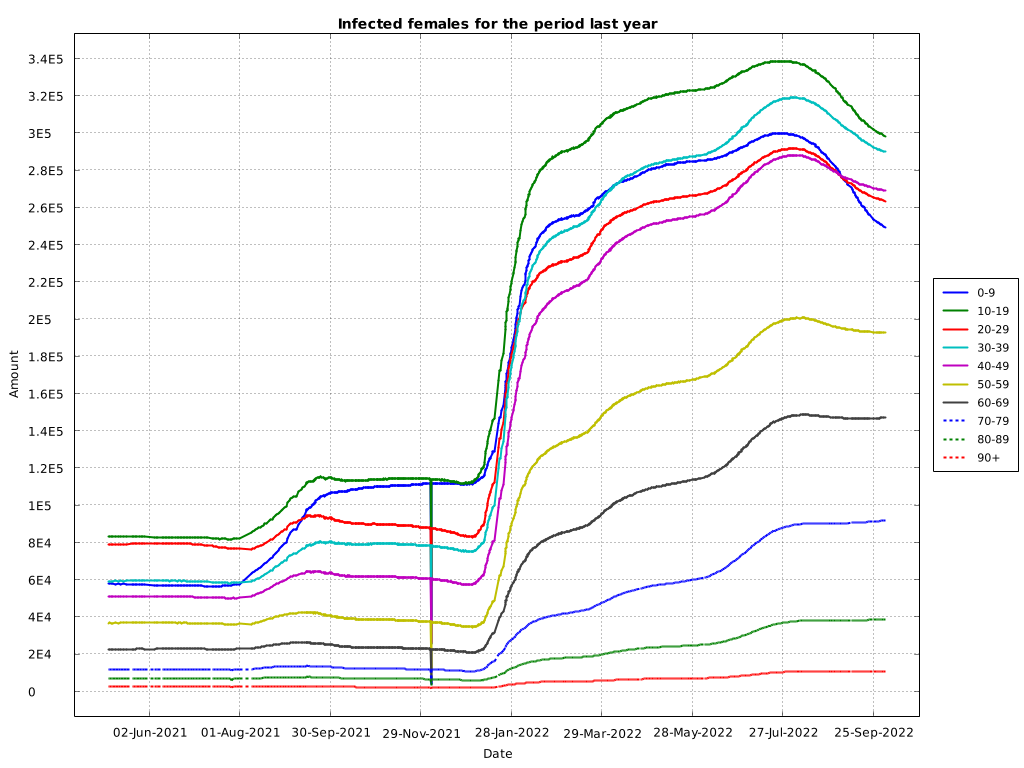 Infected females for the period last year
3.4E5
3.2E5
3E5
2.8E5
2.6E5
2.4E5
2.2E5
2E5
1.8E5
1.6E5
1.4E5
1.2E5
1E5
8E4
6E4
4E4
2E4
0
Amount
02-Jun-2021 01-Aug-2021 30-Sep-2021 29-Nov-2021 28-Jan-2022 29-Mar-2022 28-May-2022 27-Jul-2022 25-Sep-2022
Date
0-9
10-19
20-29
30-39
40-49
50-59
60-69
70-79
80-89
90+